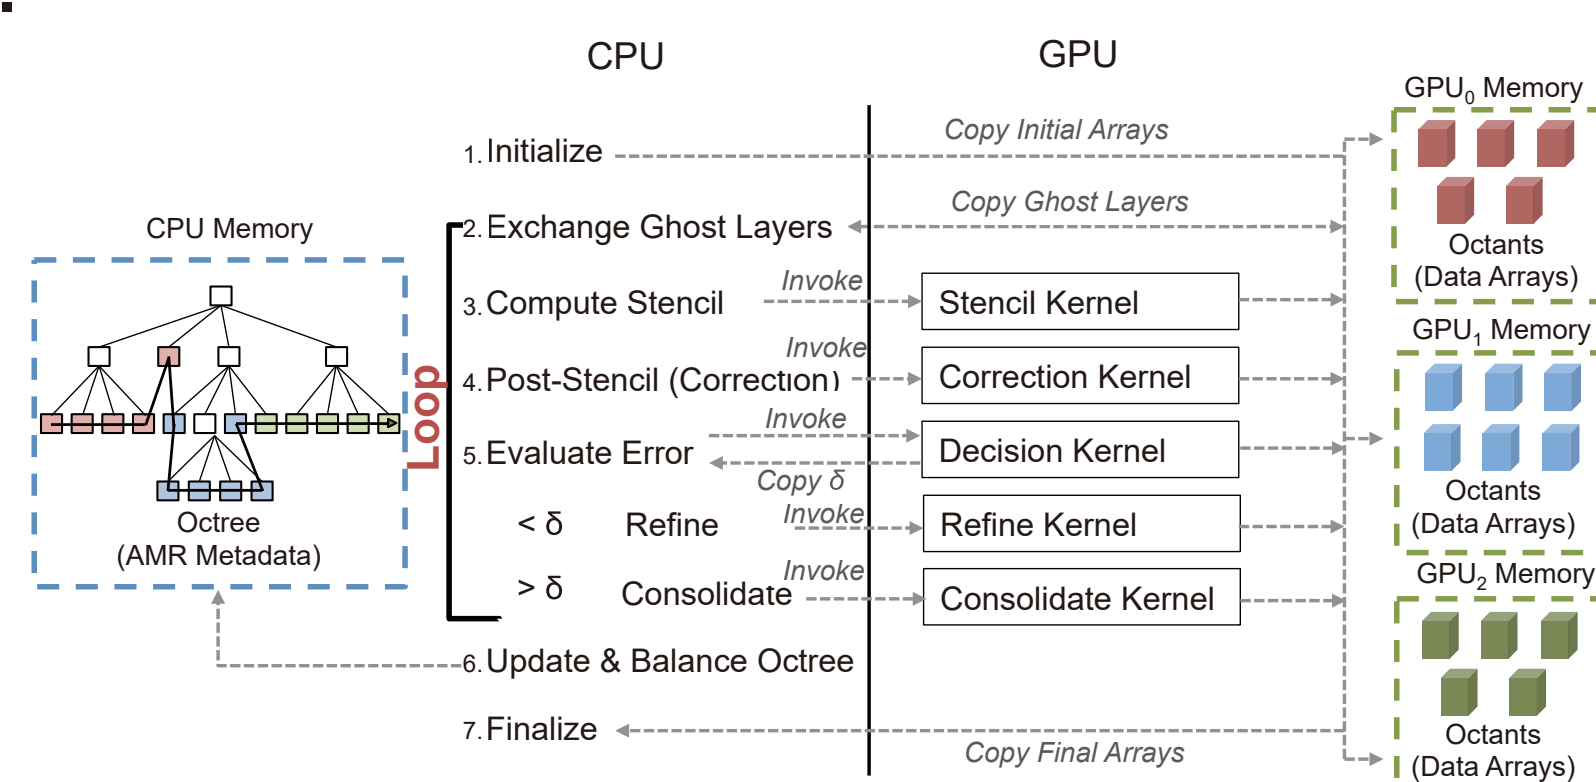 CPU
GPU
GPU0 Memory
Copy Initial Arrays
1. Initialize
Copy Ghost Layers
2. Exchange Ghost Layers
CPU Memory
Octants
(Data Arrays)
Invoke
3. Compute Stencil
Stencil Kernel
GPU1 Memory
Invoke
4. Post-Stencil (Correction)
Correction Kernel
Loop
Invoke
5. Evaluate Error
Decision Kernel
Copy δ
Octants
(Data Arrays)
Octree
(AMR Metadata)
< δ Refine
Invoke
Refine Kernel
GPU2 Memory
Invoke
> δ Consolidate
Consolidate Kernel
6. Update & Balance Octree
7. Finalize
Copy Final Arrays
Octants
(Data Arrays)